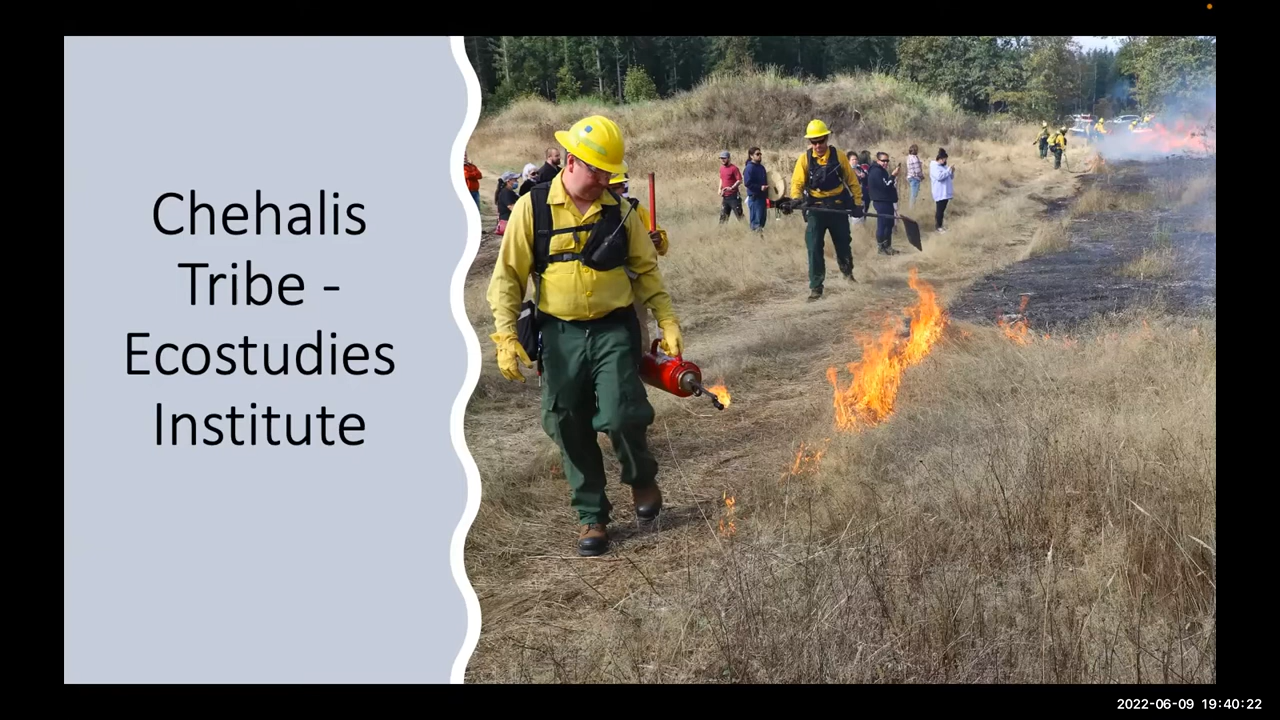 Chehalis
Tribe -
Ecostudies
Institute
2022-06-09 19:40:22